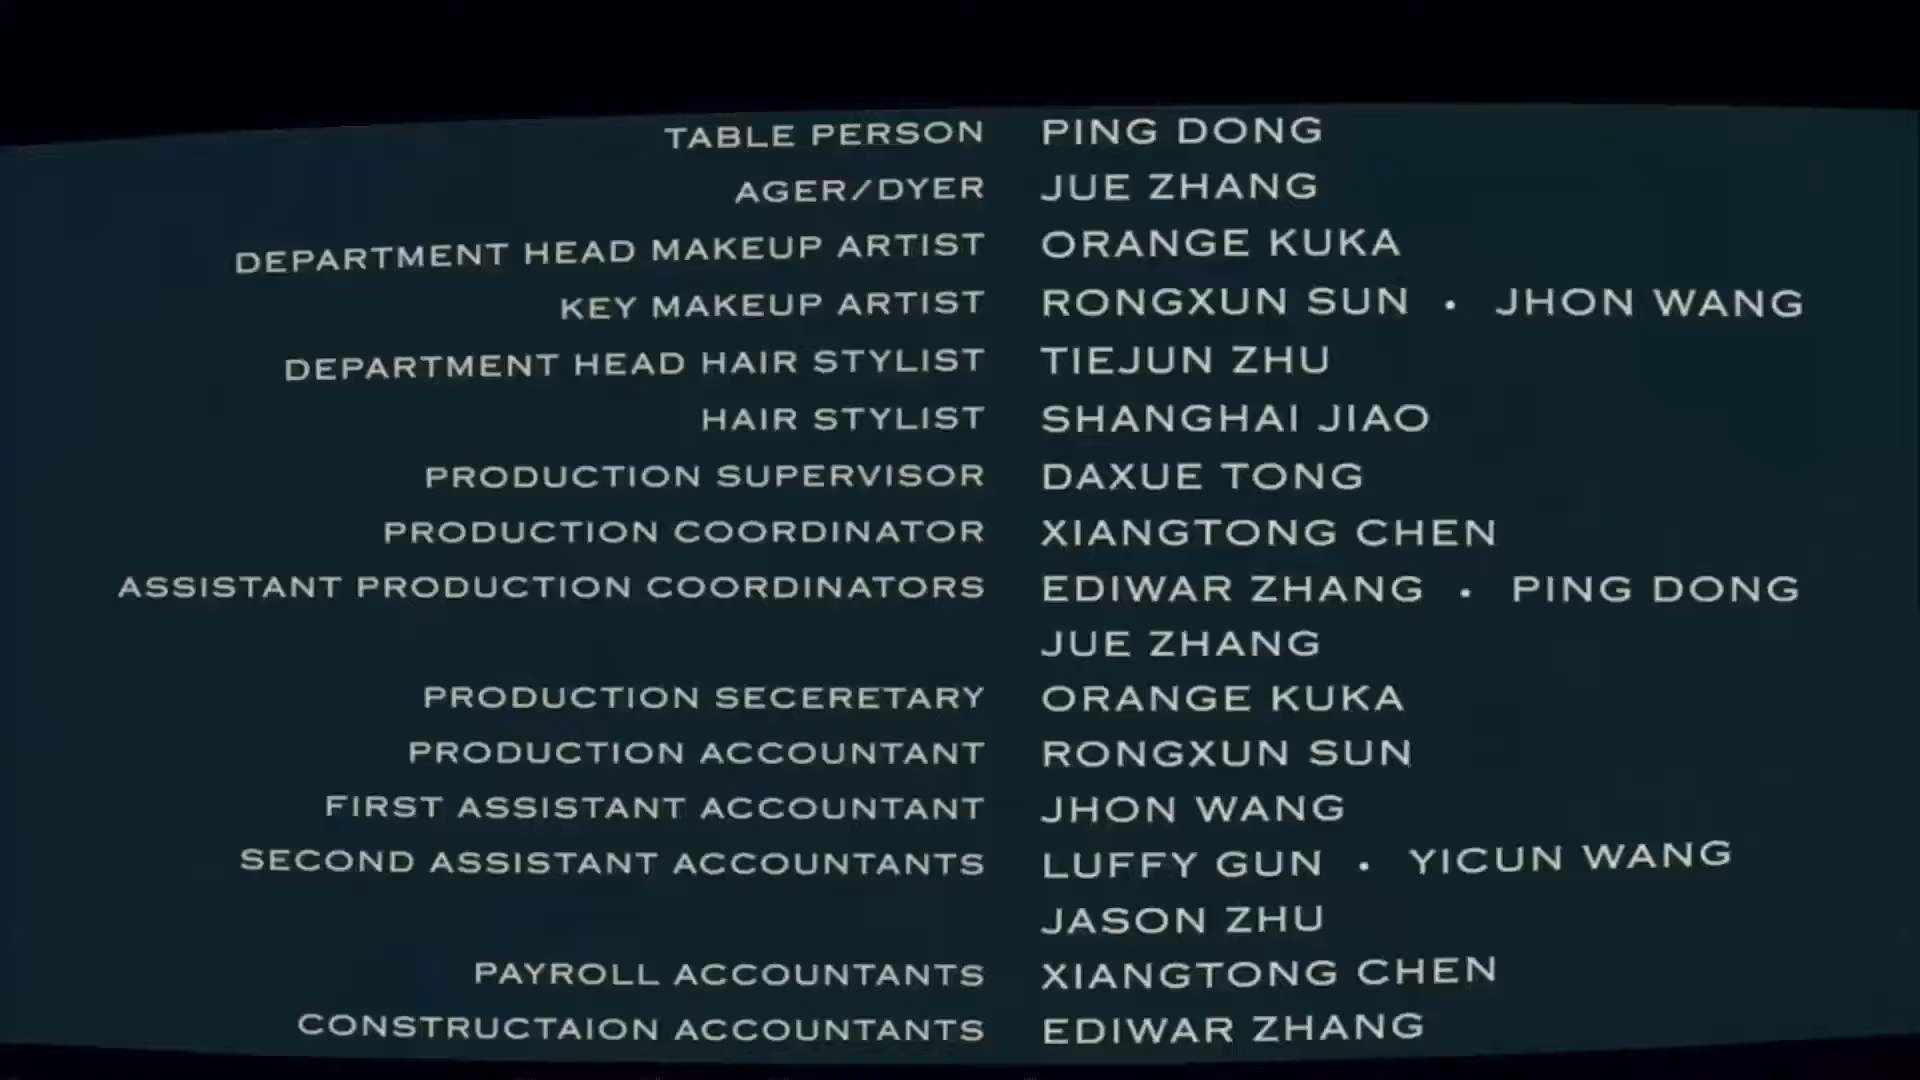 TABLE PERSON PING DONG
AGER/DYER JUE ZHANG
DEPARTMENT HEAD MAKEUP ARTIST ORANGE KUKA
KEY MAKEUP ARTIST RONGXUN SUN • JHON WANG
DEPARTMENT HEAD HAIR STYLIST TIEJUN ZHU
HAIR STYLIST SHANGHAI JIAO
PRODUCTION SUPERVISOR DAXUE TONG
PRODUCTION COORDINATOR XIANGTONG CHEN
ASSISTANT PRODUCTION COORDINATORS EDIWAR ZHANG • PING DONG
JUE ZHANG
PRODUCTION SECERETARY ORANGE KUKA
PRODUCTION ACCOUNTANT RONGXUN SUN
FIRST ASSISTANT ACCOUNTANT JHON WANG
SECOND ASSISTANT ACCOUNTANTS LUFFY GUN • YICUN WANG
JASON ZHU
PAYROLL ACCOUNTANTS XIANGTONG CHEN
CONSTRUCTAION ACCOUNTANTS EDIWAR ZHANG